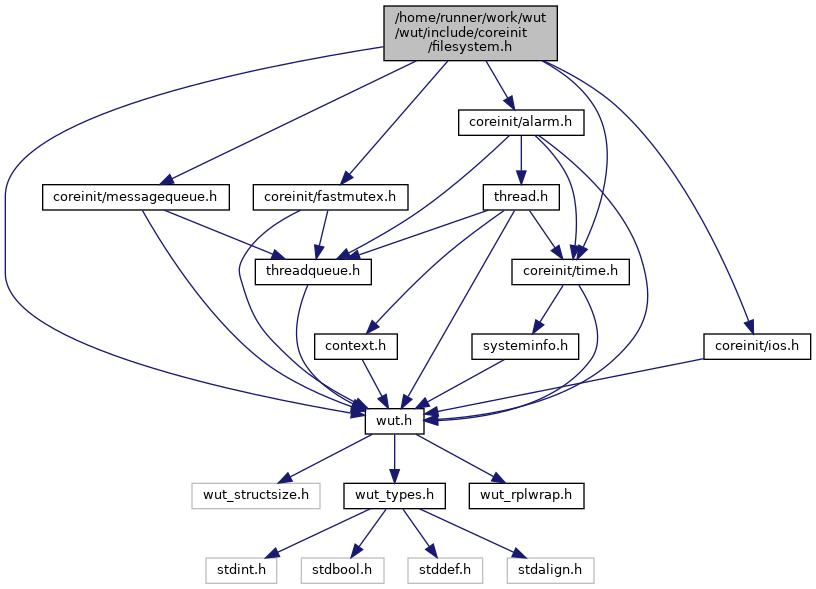 /home/runner/work/wut
/wut/include/coreinit
/filesystem.h
coreinit/alarm.h
coreinit/messagequeue.h
coreinit/fastmutex.h
thread.h
threadqueue.h
coreinit/time.h
context.h
systeminfo.h
coreinit/ios.h
wut.h
wut_structsize.h
wut_types.h
wut_rplwrap.h
stdint.h
stdbool.h
stddef.h
stdalign.h